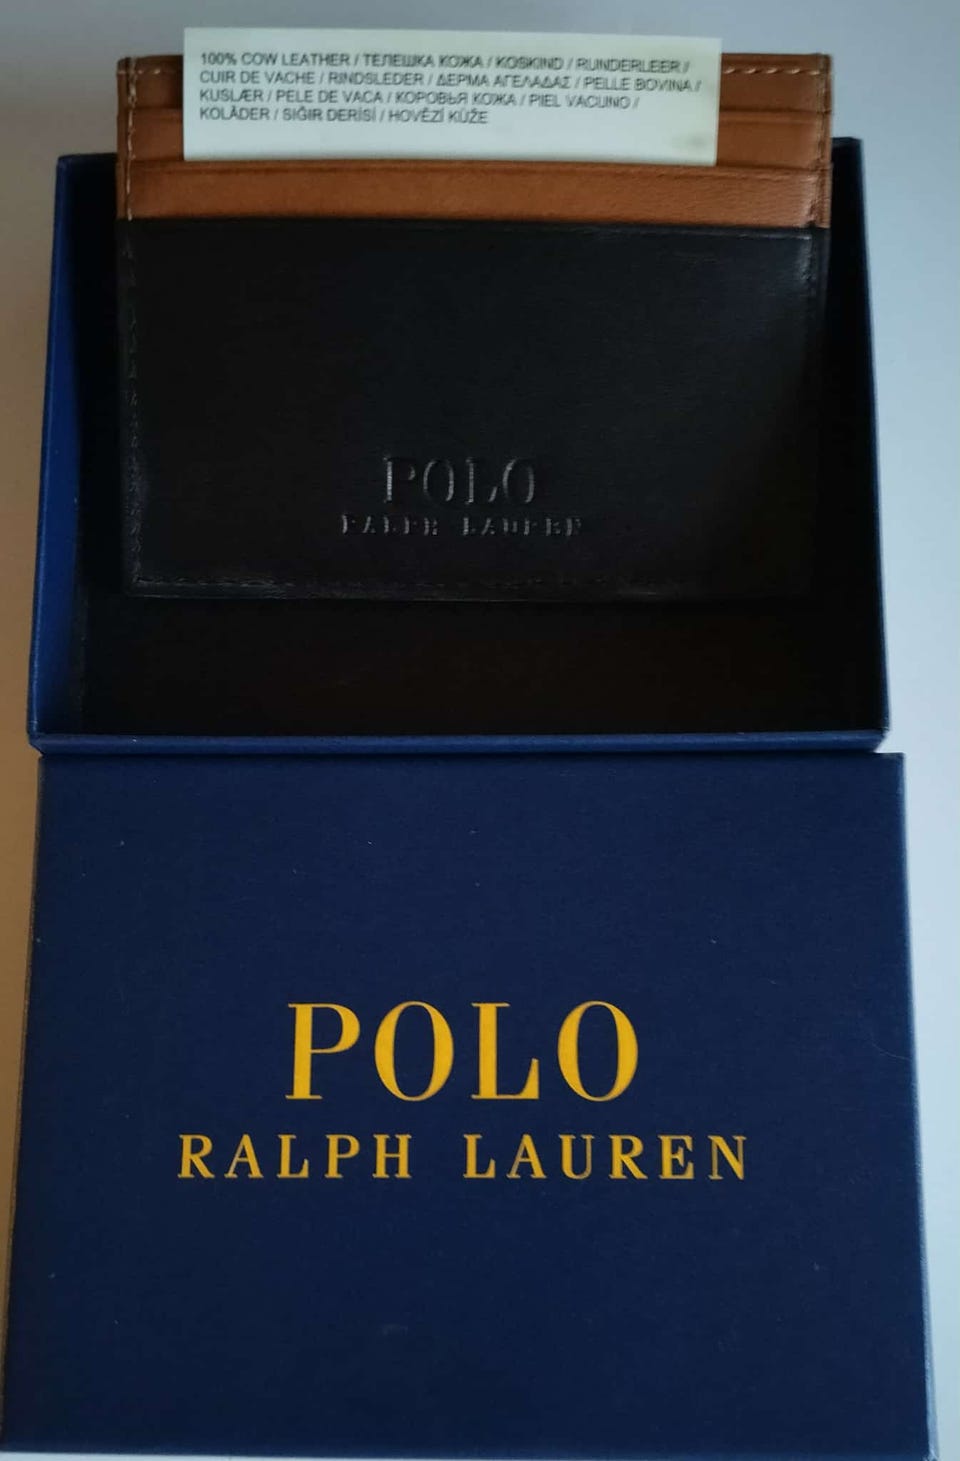 100% COW LEATHER / ТЕЛЕШКА КОЖА / KOSKIND / RUNDERLEER /
CUIR DE VACHE / RINDSLEDER / ΔΕΡΜΑ ΑΓΕΛΑΔΑΣ / PELLE BOVINA /
KUSLÆR / PELE DE VACA / КОРОВЬЯ КОЖА / PIEL VACUNO /
KOLÄDER / SIĞIR DERİSİ / HOVĚZÍ KŮŽE
POLO
RALPH LAUREN
POLO
RALPH LAUREN